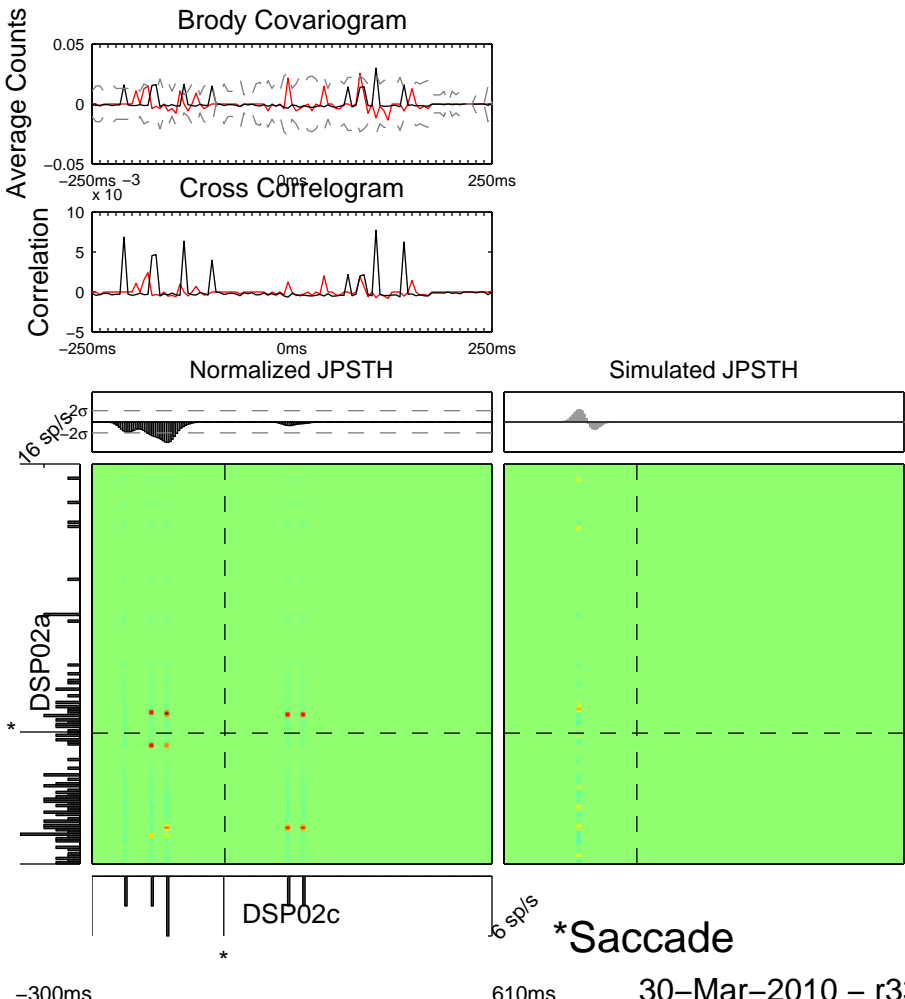 Brody Covariogram
Average Counts
0.05
0
−0.05
−250ms
0ms
250ms
−3
x 10
Cross Correlogram
Correlation
10
5
0
−5
−250ms
0ms
250ms
Normalized JPSTH
Simulated JPSTH
16 sp/s
2σ
−2σ
DSP02a
*
DSP02c
6 sp/s
*
*Saccade
−300ms
610ms
30−Mar−2010 − r3